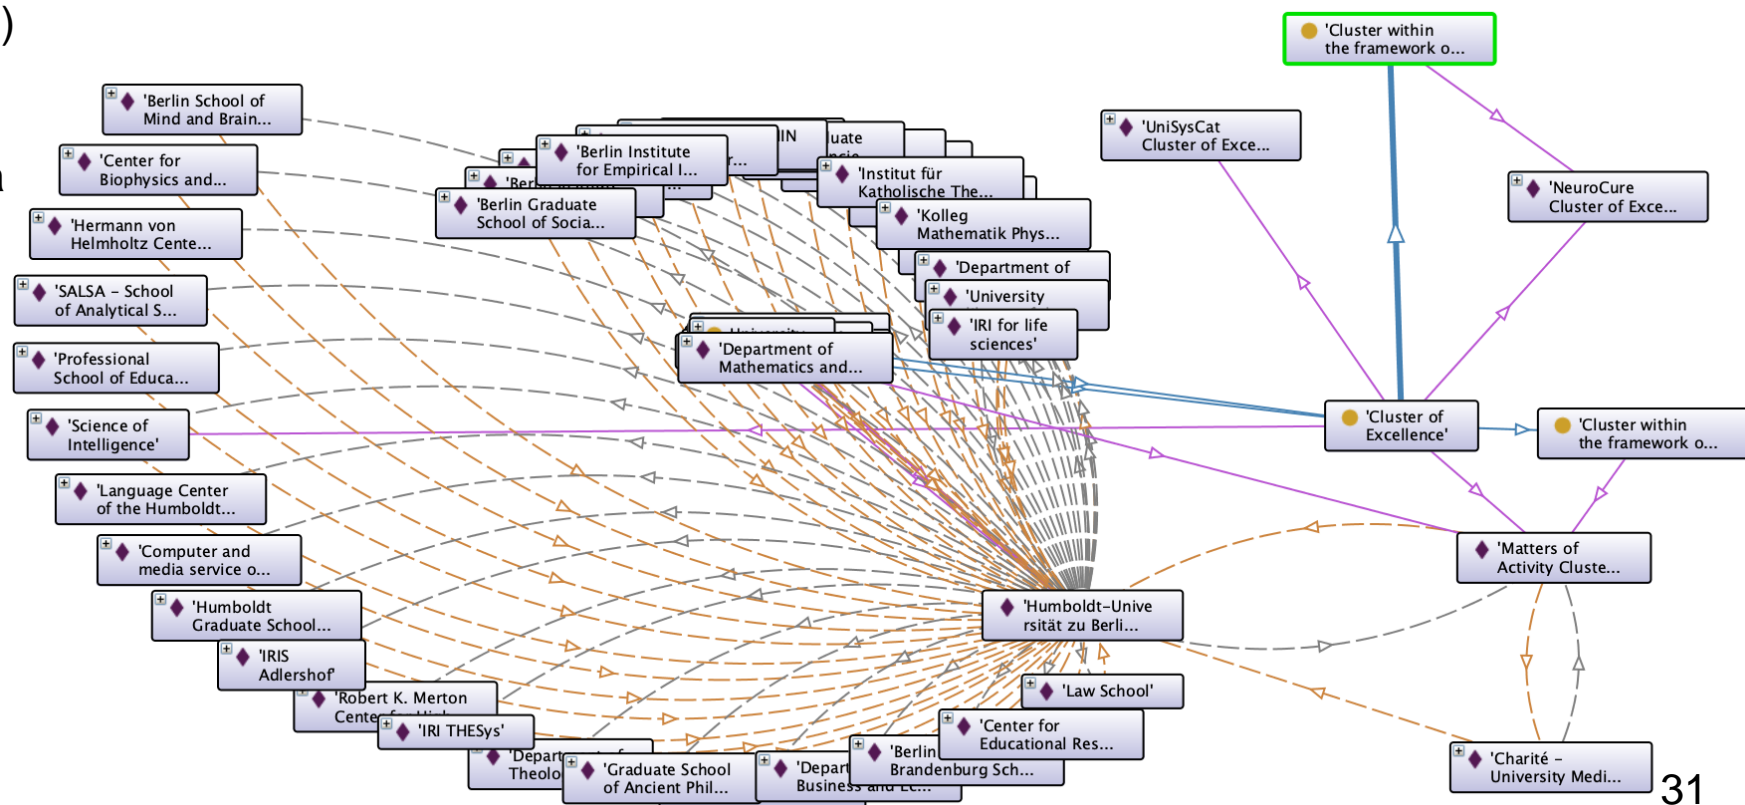 )
'Cluster within
the framework o...
'Berlin School of
Mind and Brain...
'UniSysCat
Cluster of Exce...
'Center for
Biophysics and...
IN
'Berlin Institute
for Empirical I...
r...
'Institut für
Katholische The...
'NeuroCure
Cluster of Exce...
'Berlin Graduate
School of Socia...
'Kolleg
Mathematik Phys...
'Hermann von
Helmholtz Cente...
'Department of
'University
'SALSA – School
of Analytical S...
'IRI for life
sciences'
'Department of
Mathematics and...
'Professional
School of Educa...
'Science of
Intelligence'
'Cluster of
Excellence'
'Cluster within
the framework o...
'Language Center
of the Humboldt...
'Computer and
media service o...
'Matters of
Activity Cluste...
'Humboldt
Graduate School...
'Humboldt-Unive
rsität zu Berli...
'IRIS
Adlershof'
'Robert K. Merton
'Law School'
'IRI THESys'
'Center for
Educational Res...
'Graduate School
of Ancient Phil...
'Berlin
Brandenburg Sch...
'Charité –
University Medi...
31